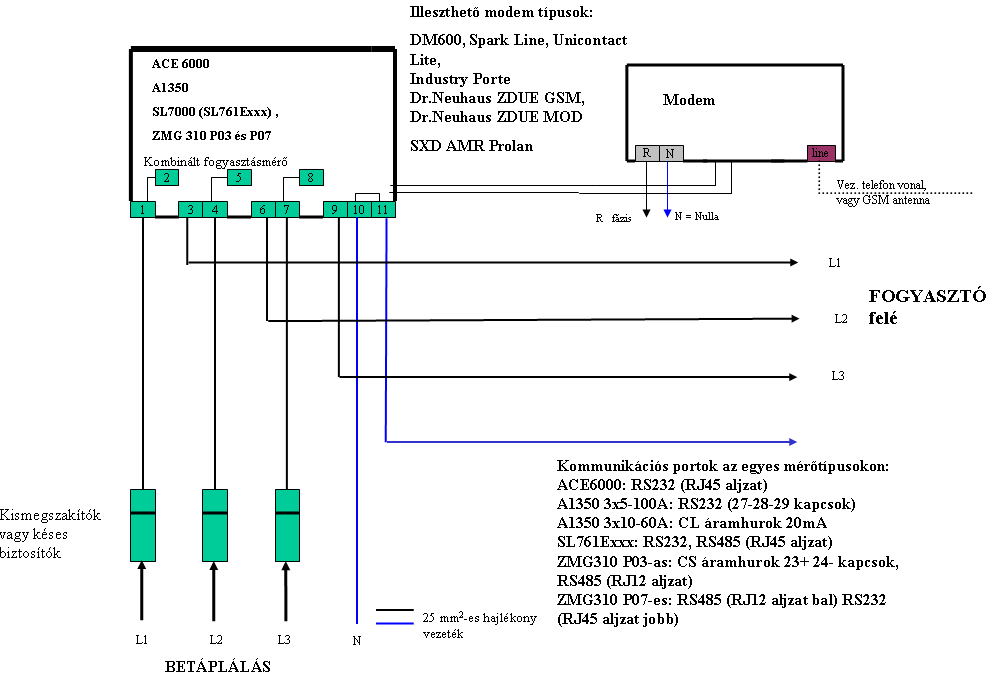 Illeszthető modem típusok:
DM600, Spark Line, Unicontact
Lite,
Industry Porte
Dr.Neuhaus ZDUE GSM,
Dr.Neuhaus ZDUE MOD
SXD AMR Prolan
ACE 6000
A1350
SL7000 (SL761Exxx) ,
ZMG 310 P03 és P07
Kombinált fogyasztásmérő
2
5
8
1
3
4
6
7
9
10
11
Modem
R
N
line
Vez. telefon vonal,
vagy GSM antenna
R fázis
N = Nulla
L1
FOGYASZTÓ
felé
L2
L3
Kommunikációs portok az egyes mérőtípusokon:
ACE6000: RS232 (RJ45 aljzat)
A1350 3x5-100A: RS232 (27-28-29 kapcsok)
A1350 3x10-60A: CL áramhurok 20mA
SL761Exxx: RS232, RS485 (RJ45 aljzat)
ZMG310 P03-as: CS áramhurok 23+ 24- kapcsok,
RS485 (RJ12 aljzat)
ZMG310 P07-es: RS485 (RJ12 aljzat bal) RS232
(RJ45 aljzat jobb)
Kismegszakítók
vagy késes
biztosítók
25 mm²-es hajlékony
vezeték
L1
L2
L3
N
BETÁPLÁLÁS